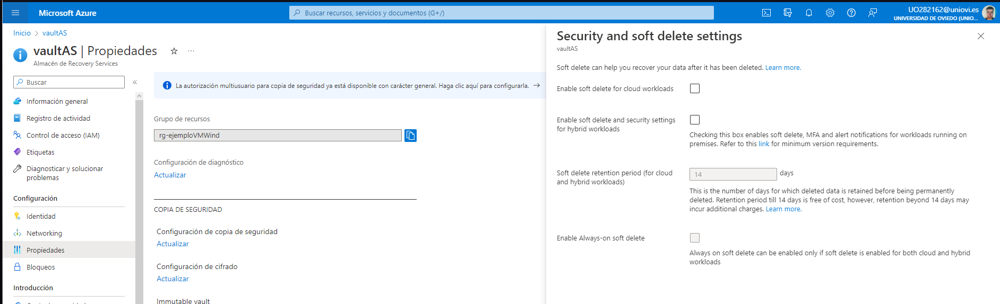 Microsoft Azure
Buscar recursos, servicios y documentos (G+/)
UO282162@uniovi.es
UNIVERSIDAD DE OVIEDO (UNIO...
Inicio > vaultAS
vaultAS | Propiedades
Almacén de Recovery Services
Buscar
Información general
Registro de actividad
Control de acceso (IAM)
Etiquetas
Diagnosticar y solucionar
problemas
Configuración
Identidad
Networking
Propiedades
Bloqueos
Introducción
La autorización multiusuario para copia de seguridad ya está disponible con carácter general. Haga clic aquí para configurarla. →
Grupo de recursos
rg-ejemploVMWind
Configuración de diagnóstico
Actualizar
COPIA DE SEGURIDAD
Configuración de copia de seguridad
Actualizar
Configuración de cifrado
Actualizar
Immutable vault
Security and soft delete settings
vaultAS
Soft delete can help you recover your data after it has been deleted. Learn more.
Enable soft delete for cloud workloads
Enable soft delete and security settings
for hybrid workloads
Checking this box enables soft delete, MFA and alert notifications for workloads running on
premises. Refer to this link for minimum version requirements.
Soft delete retention period (for cloud
and hybrid workloads)
14 days
This is the number of days for which deleted data is retained before being permanently
deleted. Retention period till 14 days is free of cost, however, retention beyond 14 days may
incur additional charges. Learn more.
Enable Always-on soft delete
Always on soft delete can be enabled only if soft delete is enabled for both cloud and hybrid
workloads